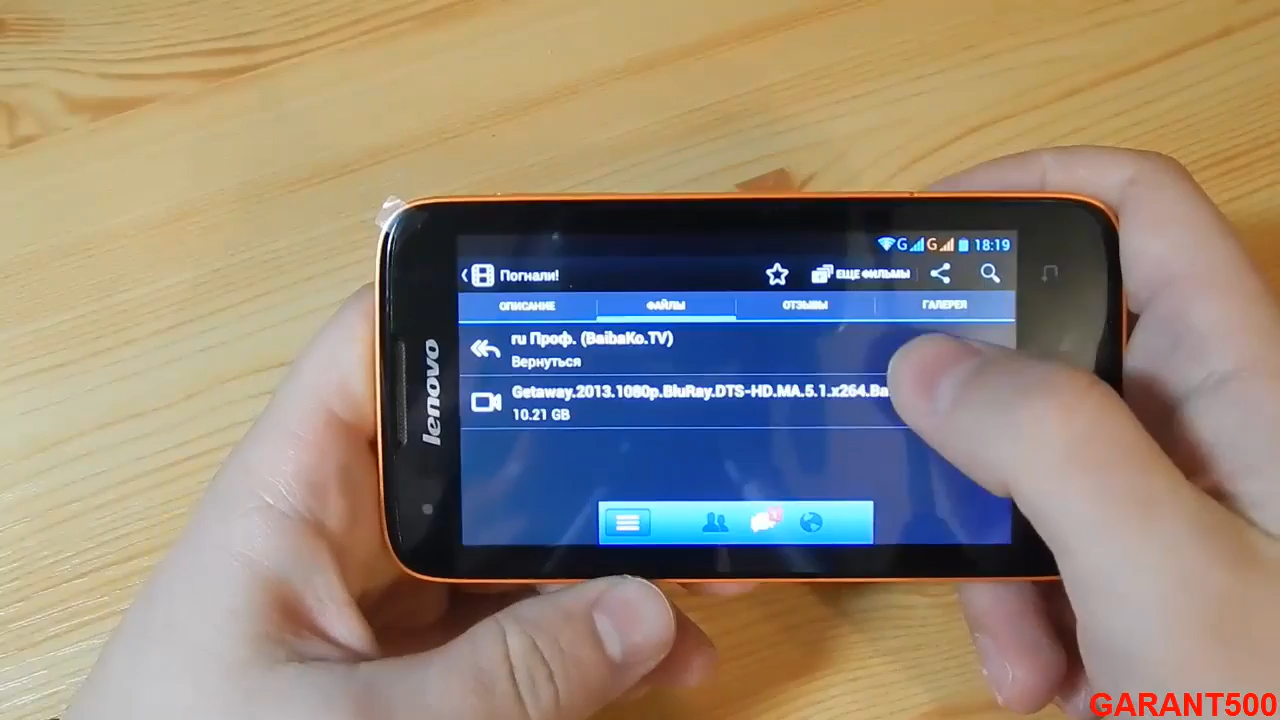 G G 18:19
Погнали!
ЕЩЕ ФИЛЬМЫ
ОПИСАНИЕ ФАЙЛЫ ОТЗЫВЫ ГАЛЕРЕЯ
ru Проф. (BaibaKo.TV)
Вернуться
Getaway.2013.1080p.BluRay.DTS-HD.MA.5.1.x264.Ba
10.21 GB
lenovo
GARANT500